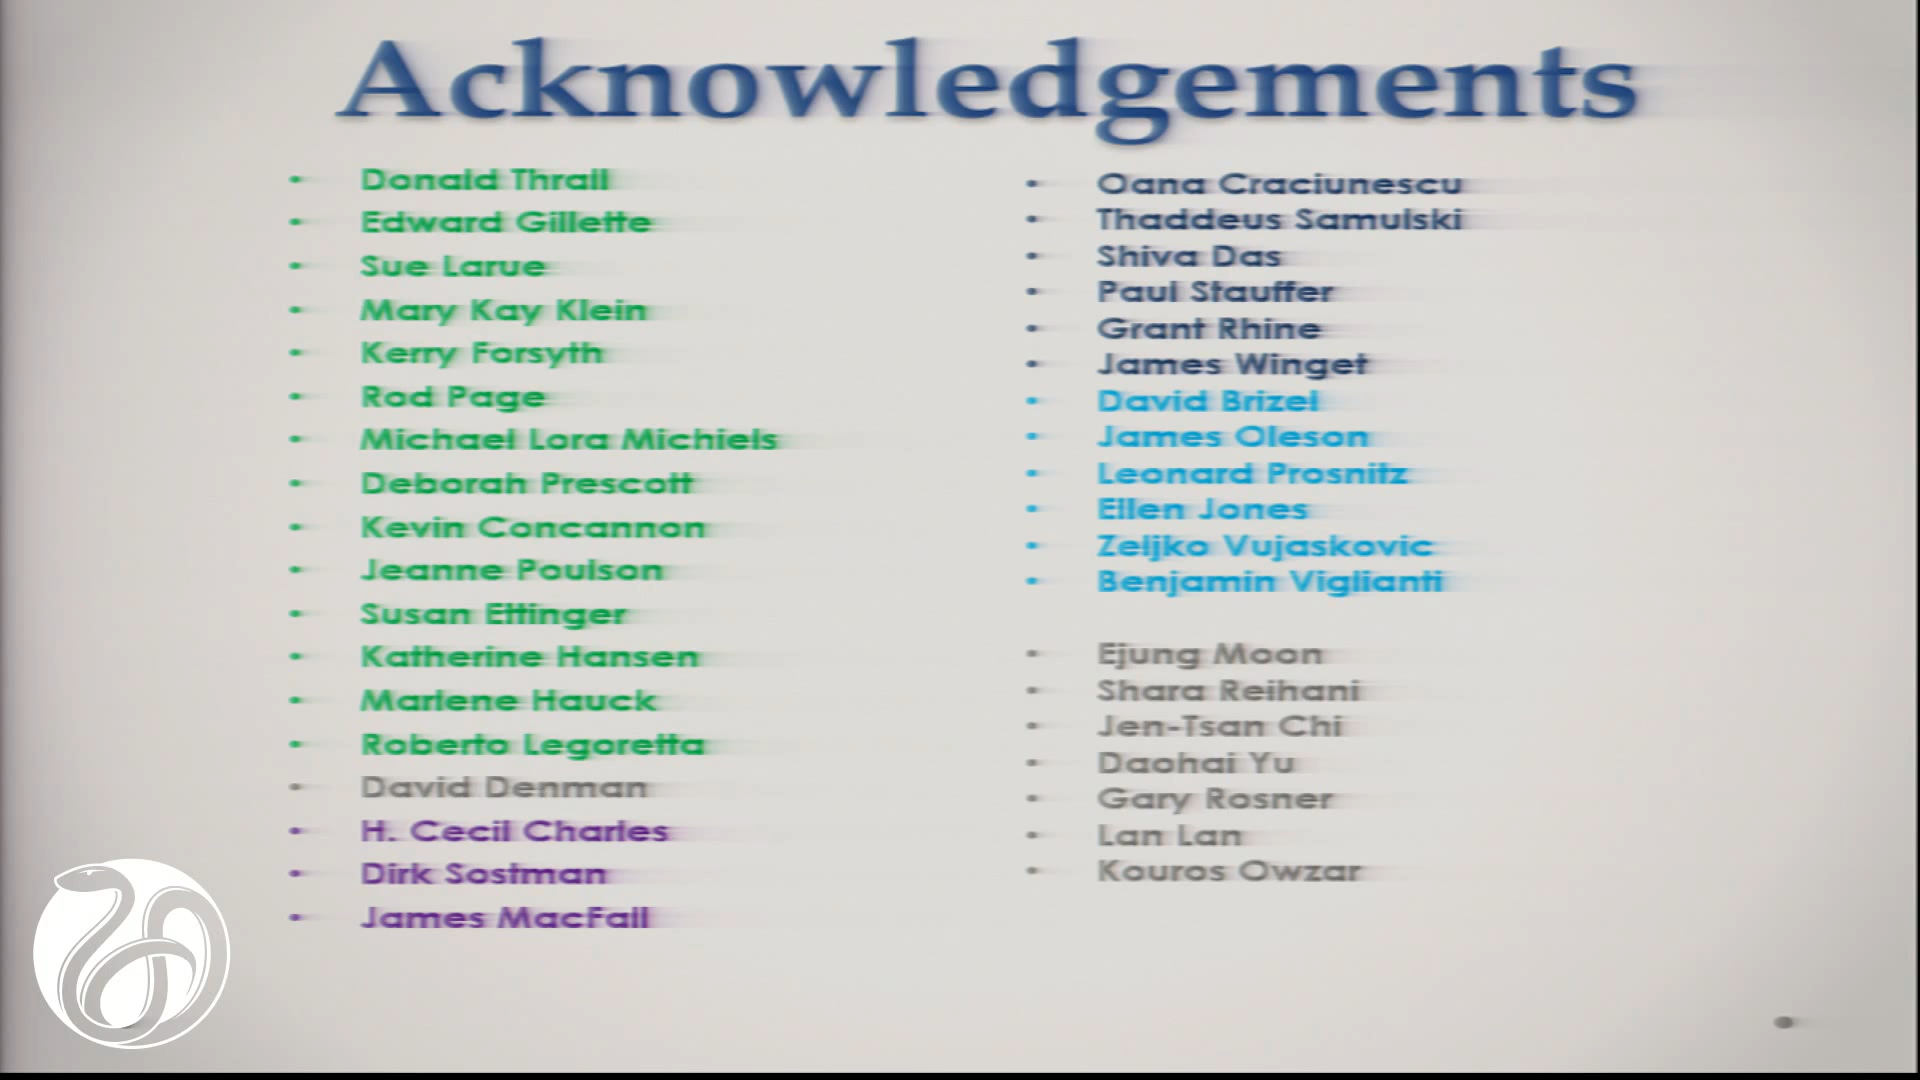 Acknowledgements
• Donald Thrall
• Edward Gillette
• Sue Larue
• Mary Kay Klein
• Kerry Forsyth
• Rod Page
• Michael Lora Michiels
• Deborah Prescott
• Kevin Concannon
• Jeanne Poulson
• Susan Ettinger
• Katherine Hansen
• Marlene Hauck
• Roberto Legoretta
• David Denman
• H. Cecil Charles
• Dirk Sostman
• James MacFall
• Oana Craciunescu
• Thaddeus Samulski
• Shiva Das
• Paul Stauffer
• Grant Rhine
• James Winget
• David Brizel
• James Oleson
• Leonard Prosnitz
• Ellen Jones
• Zeljko Vujaskovic
• Benjamin Viglianti
• Ejung Moon
• Shara Reihani
• Jen-Tsan Chi
• Daohai Yu
• Gary Rosner
• Lan Lan
• Kouros Owzar